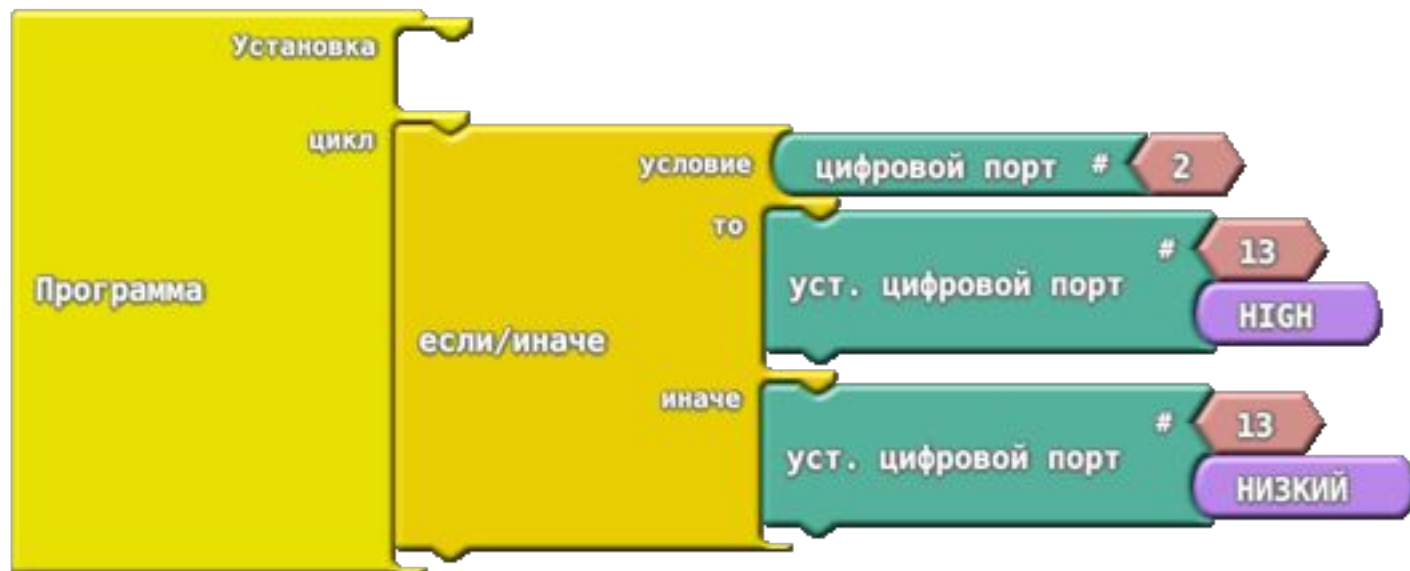 Установка
цикл
условие
цифровой порт # 2
то
# 13
Программа
уст. цифровой порт
HIGH
если/иначе
иначе
# 13
уст. цифровой порт
НИЗКИЙ